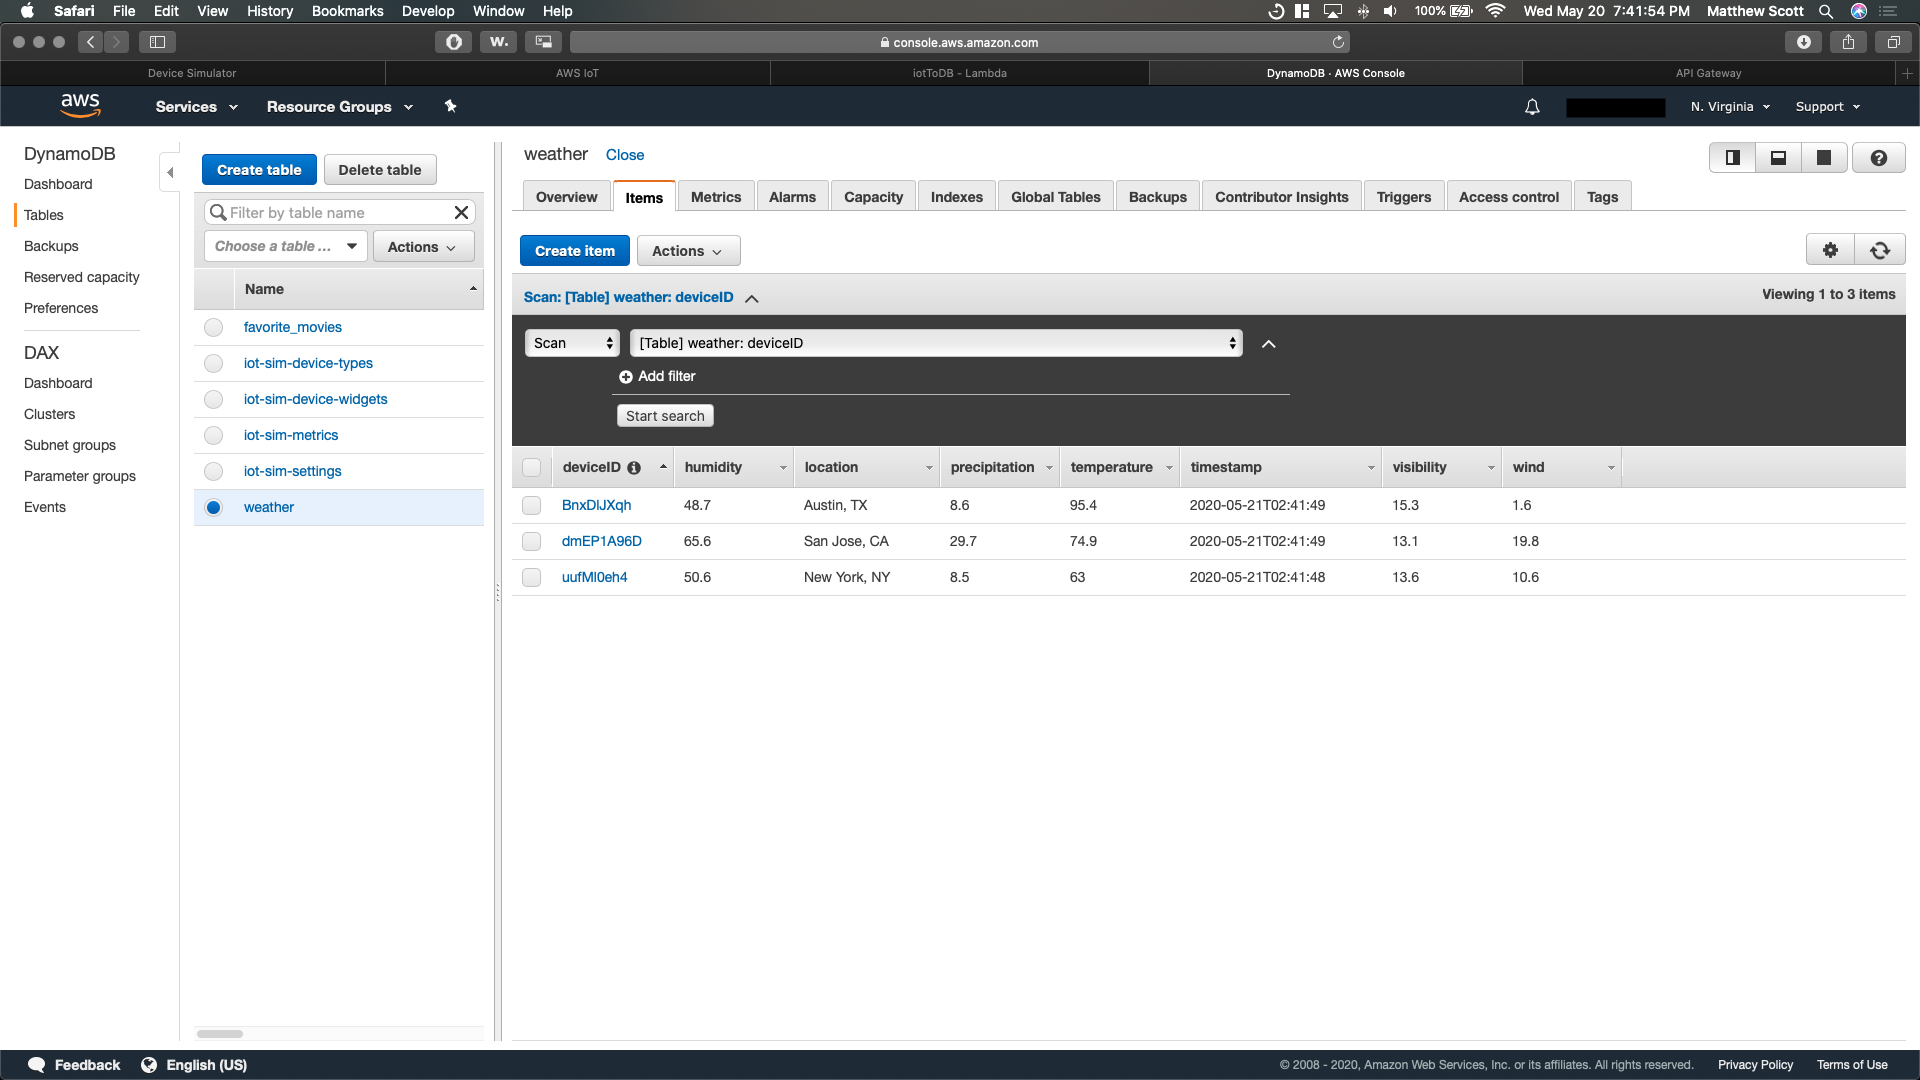 Safari File Edit View History Bookmarks Develop Window Help 100% Wed May 20 7:41:54 PM Matthew Scott
W. console.aws.amazon.com
Device Simulator AWS IoT iotToDB - Lambda DynamoDB · AWS Console API Gateway
aws Services Resource Groups N. Virginia Support
DynamoDB
Dashboard
Tables
Backups
Reserved capacity
Preferences
DAX
Dashboard
Clusters
Subnet groups
Parameter groups
Events
Create table Delete table
Filter by table name
Choose a table ... Actions
Name
favorite_movies
iot-sim-device-types
iot-sim-device-widgets
iot-sim-metrics
iot-sim-settings
weather
weather Close
Overview Items Metrics Alarms Capacity Indexes Global Tables Backups Contributor Insights Triggers Access control Tags
Create item Actions
Scan: [Table] weather: deviceID Viewing 1 to 3 items
Scan [Table] weather: deviceID
Add filter
Start search
deviceID humidity location precipitation temperature timestamp visibility wind
BnxDlJXqh 48.7 Austin, TX 8.6 95.4 2020-05-21T02:41:49 15.3 1.6
dmEP1A96D 65.6 San Jose, CA 29.7 74.9 2020-05-21T02:41:49 13.1 19.8
uufMl0eh4 50.6 New York, NY 8.5 63 2020-05-21T02:41:48 13.6 10.6
Feedback English (US) © 2008 - 2020, Amazon Web Services, Inc. or its affiliates. All rights reserved. Privacy Policy Terms of Use